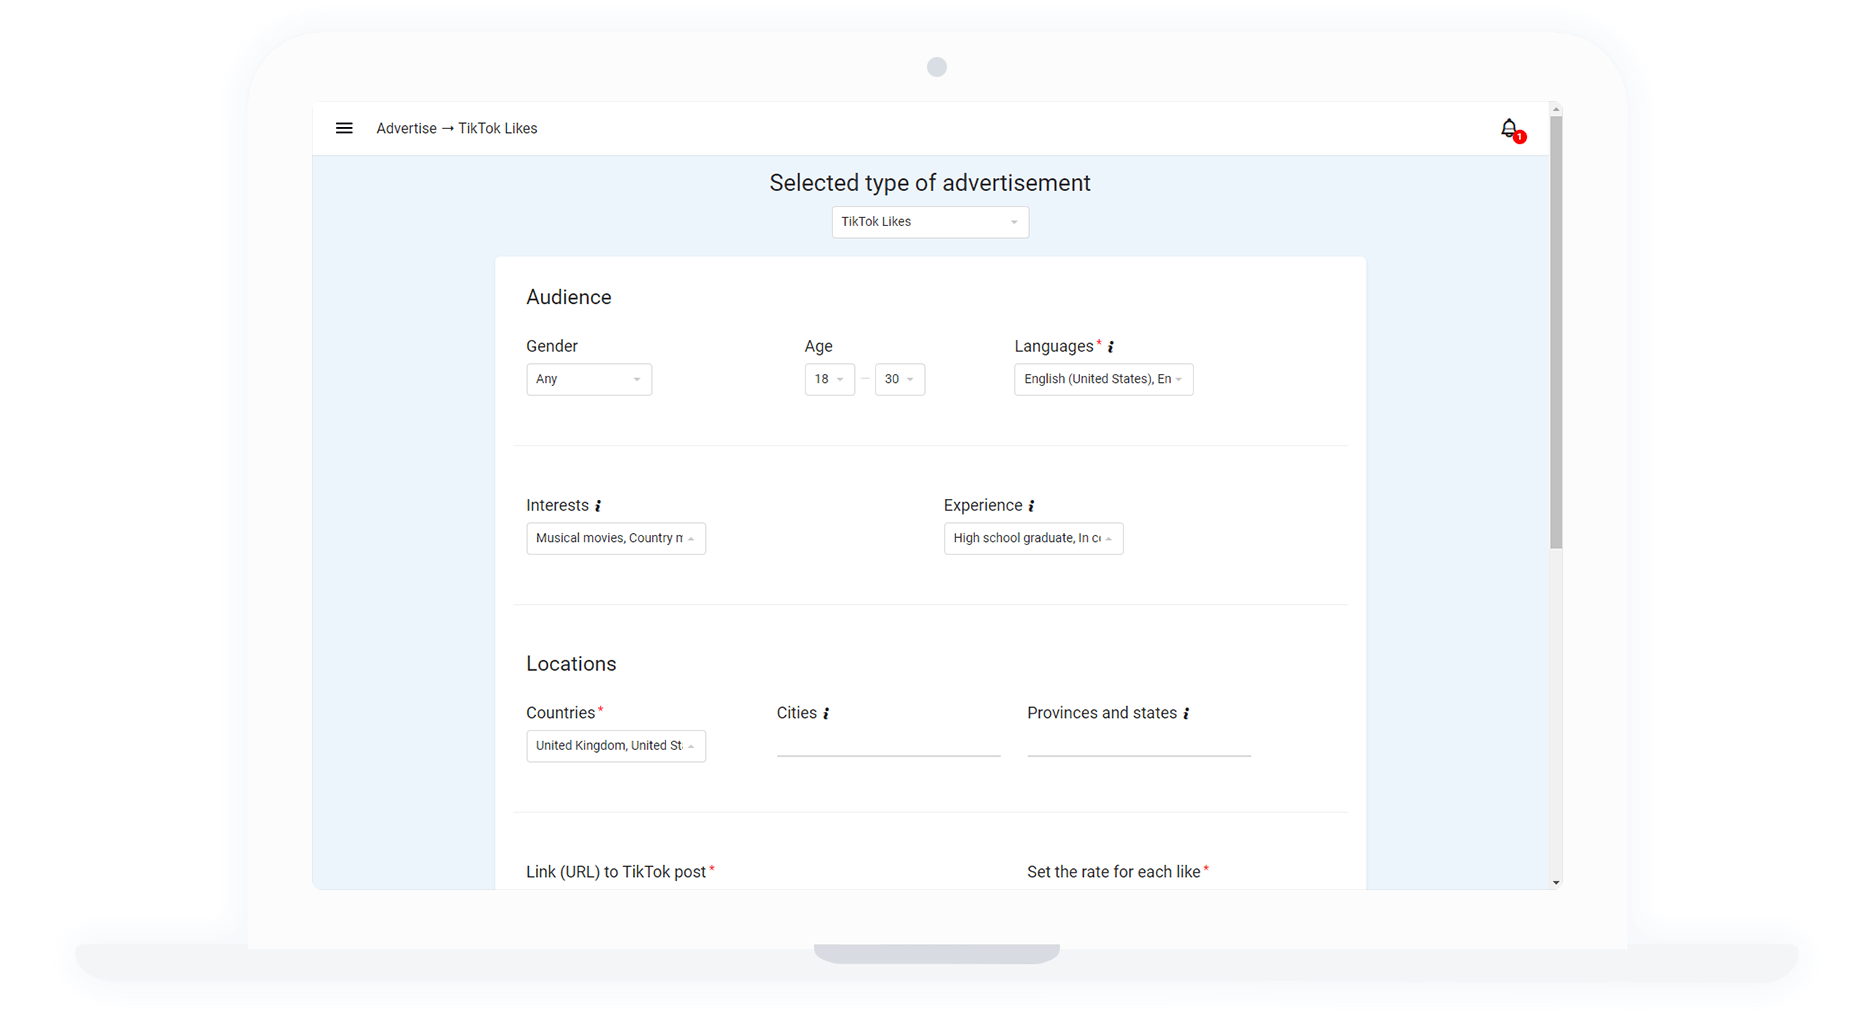 Advertise → TikTok Likes
1
Selected type of advertisement
TikTok Likes
Audience
Gender
Age
Languages* i
Any
18 – 30
English (United States), En
Interests i
Experience i
Musical movies, Country
High school graduate, In
Locations
Countries*
Cities i
Provinces and states i
United Kingdom, United St
Link (URL) to TikTok post*
Set the rate for each like*